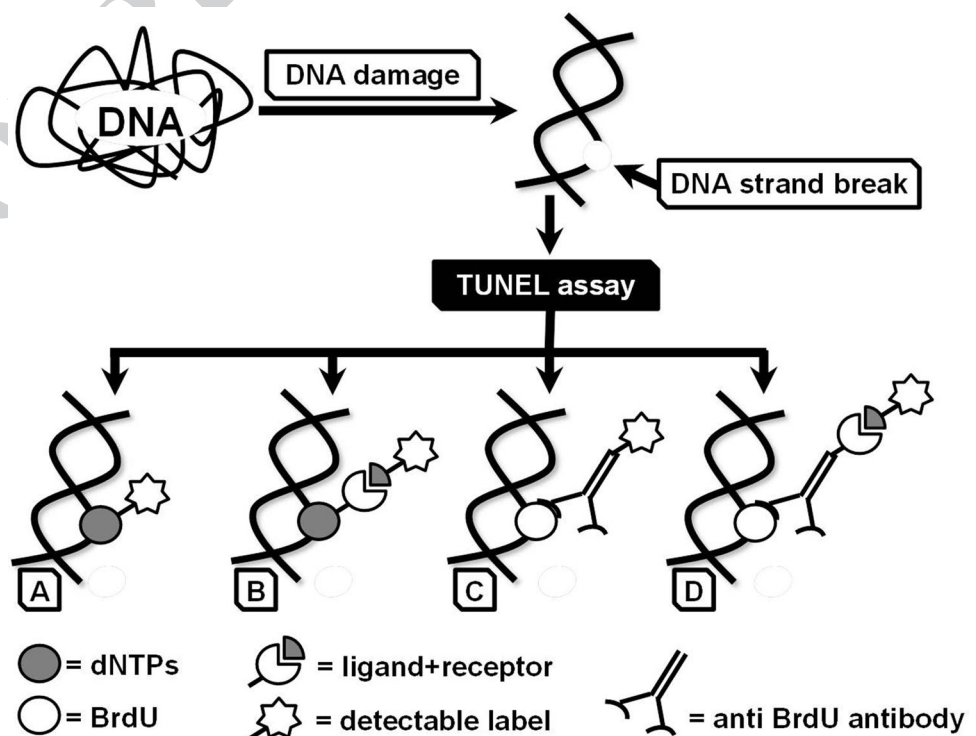 DNA
DNA damage
DNA strand break
TUNEL assay
A
B
C
D
= dNTPs
= ligand+receptor
= BrdU
= detectable label
= anti BrdU antibody